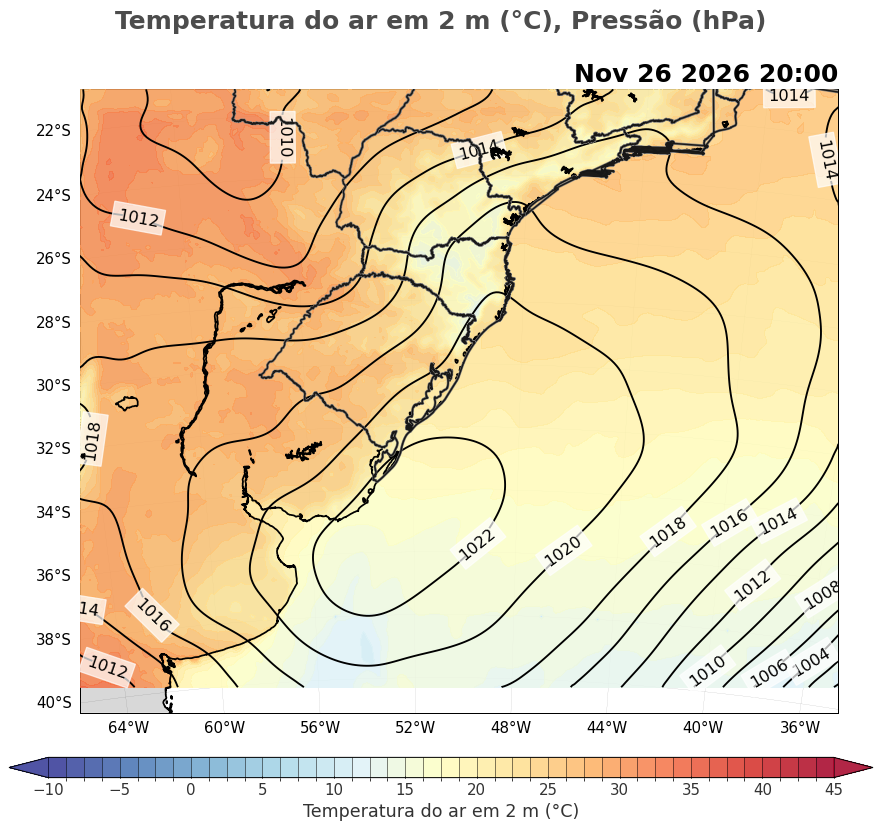 Temperatura do ar em 2 m (°C), Pressão (hPa)
Nov 26 2026 20:00
1014
1010
1014
1014
1012
1018
1022
1020
1018
1016
1014
1012
1008
1016
14
1012
1010
1006
1004
22°S
24°S
26°S
28°S
30°S
32°S
34°S
36°S
38°S
40°S
64°W 60°W 56°W 52°W 48°W 44°W 40°W 36°W
−10 −5 0 5 10 15 20 25 30 35 40 45
Temperatura do ar em 2 m (°C)